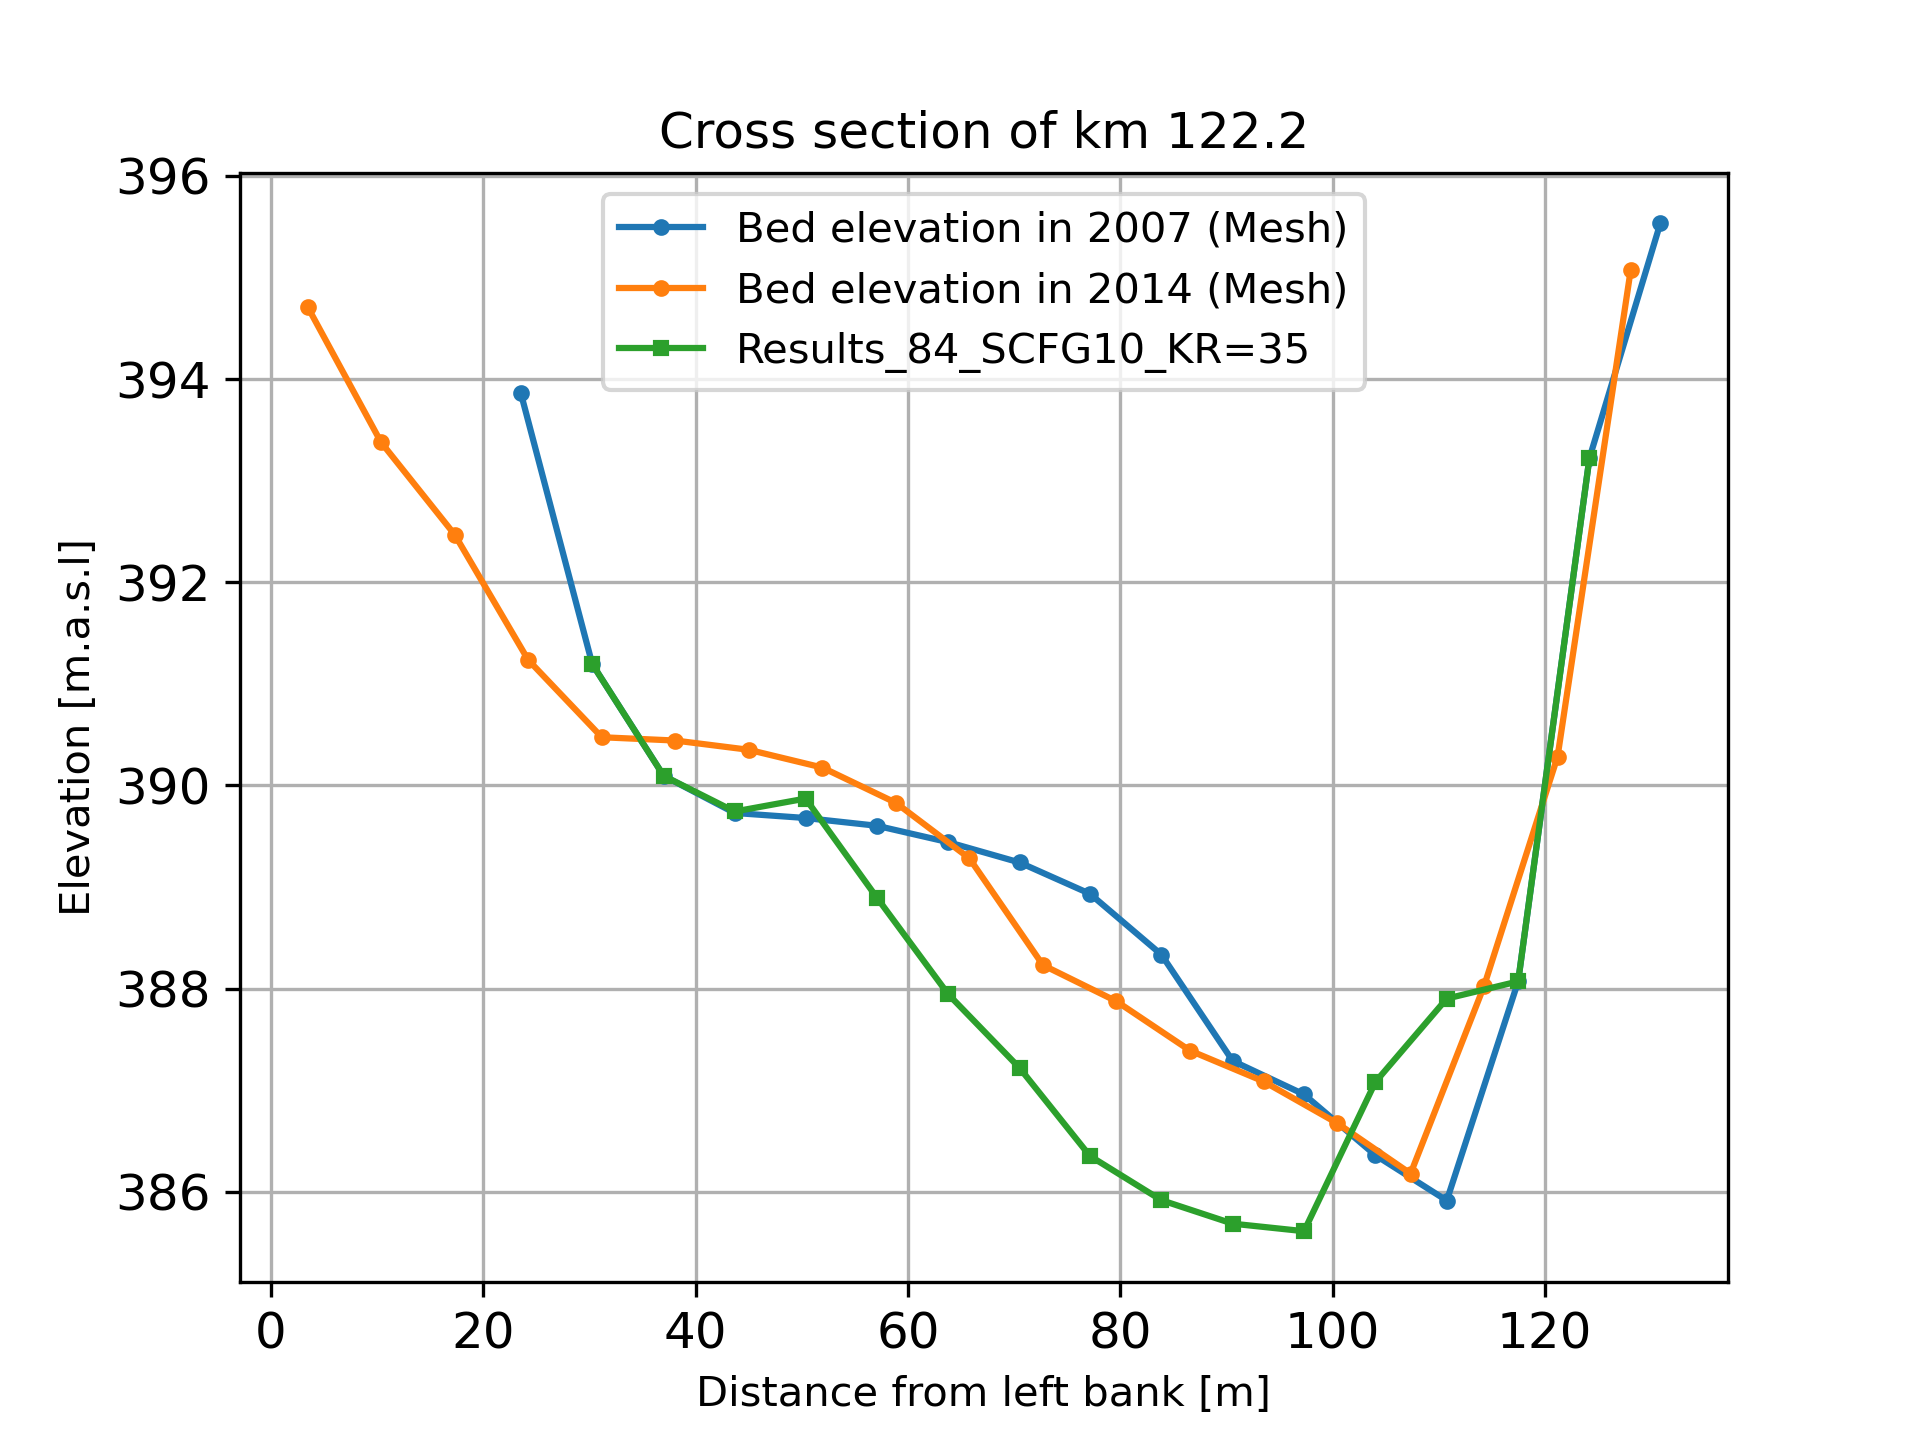 Cross section of km 122.2
Bed elevation in 2007 (Mesh)
Bed elevation in 2014 (Mesh)
Results_84_SCFG10_KR=35
Elevation [m.a.s.l]
396
394
392
390
388
386
0 20 40 60 80 100 120
Distance from left bank [m]